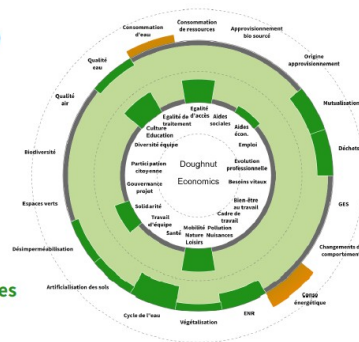 Consommation
d'eau
Consommation
de ressources
Approvisionnement
bio sourcé
Origine
approvisionnement
Mutualisation
Déchets
GES
Changements de
comportement
Conso
énergétique
ENR
Végétalisation
Cycle de l'eau
Artificialisation des sols
Désimperméabilisation
Espaces verts
Biodiversité
Qualité
air
Qualité
eau
Egalité
d'accès
Aides
sociales
Aides
écon.
Emploi
Évolution
professionnelle
Besoins vitaux
Bien-être
au travail
Cadre de
travail
Pollution
Nuisances
Mobilité
Nature
Loisirs
Santé
Travail
d'équipe
Solidarité
Gouvernance
projet
Participation
citoyenne
Diversité équipe
Culture
Education
Egalité de
traitement
Doughnut
Economics
es